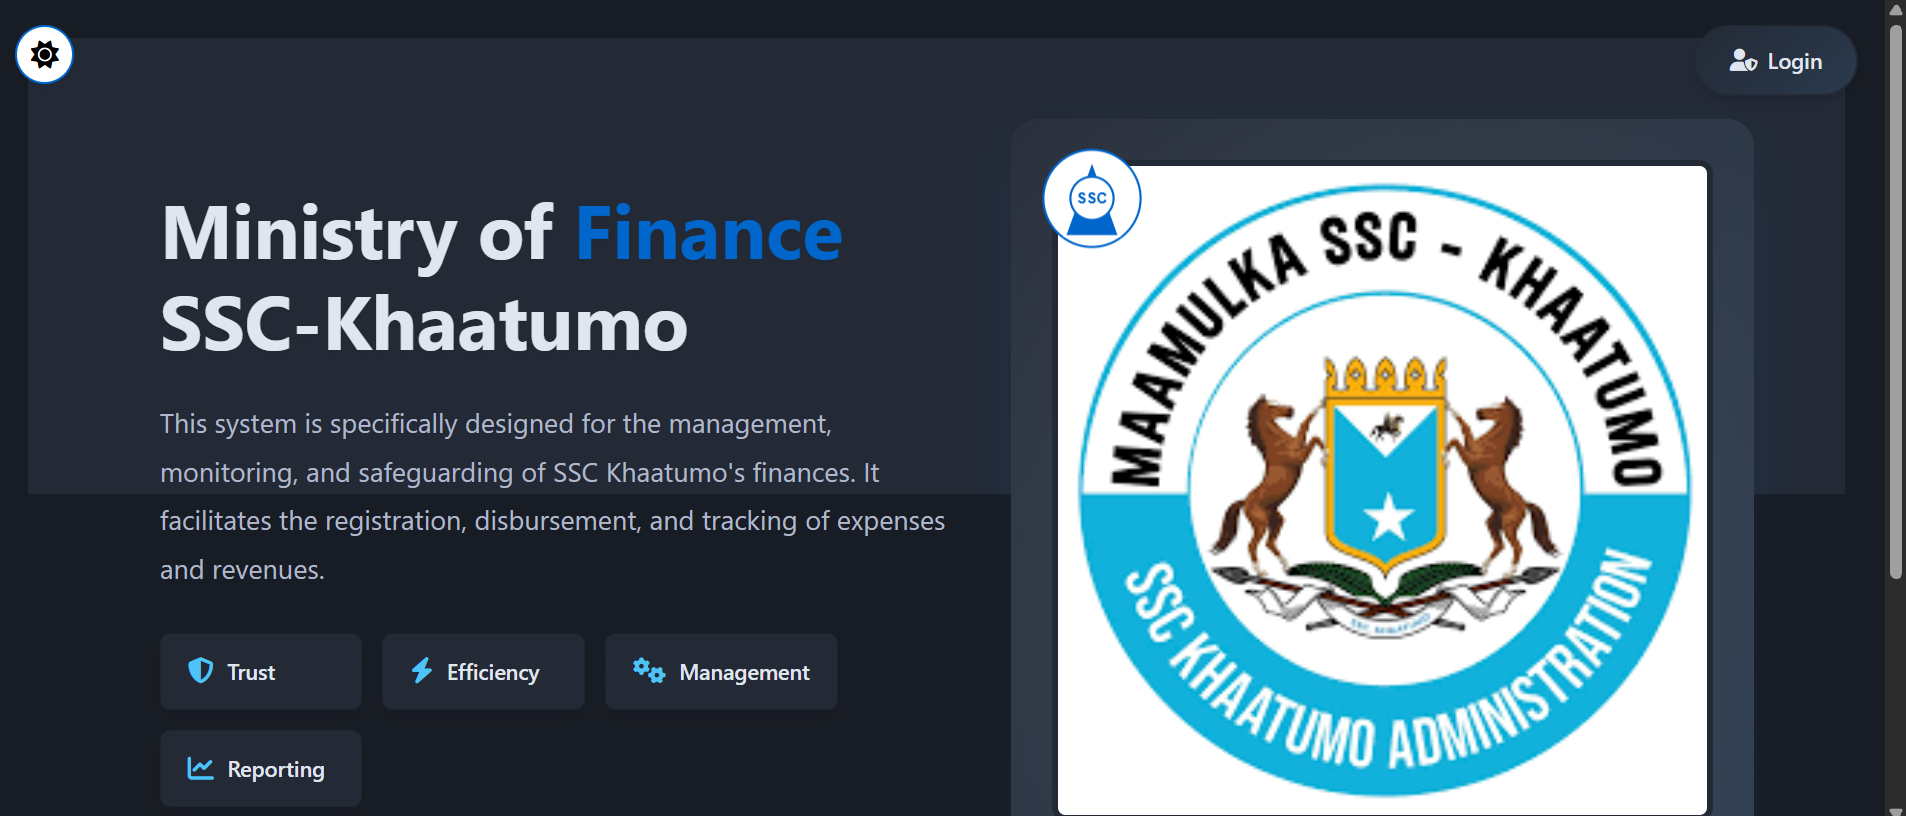 Login
Ministry of Finance
SSC-Khaatumo
This system is specifically designed for the management,
monitoring, and safeguarding of SSC Khaatumo's finances. It
facilitates the registration, disbursement, and tracking of expenses
and revenues.
Trust
Efficiency
Management
Reporting
SSC
MAAMULKA SSC - KHAATUMO
SSC KHAATUMO ADMINISTRATION